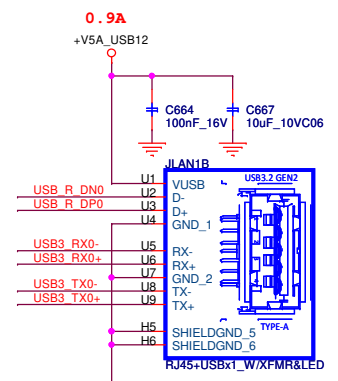 0.9A
+V5A_USB12
C664
100nF_16V
C667
10uF_10VC06
JLAN1B
USB3.2 GEN2
U1 VUSB
USB_R_DN0 U2 D-
USB_R_DP0 U3 D+
U4 GND_1
USB3_RX0- U5 RX-
USB3_RX0+ U6 RX+
U7 GND_2
USB3_TX0- U8 TX-
USB3_TX0+ U9 TX+
TYPE-A
H5 SHIELDGND_5
H6 SHIELDGND_6
RJ45+USBx1_W/XFMR&LED